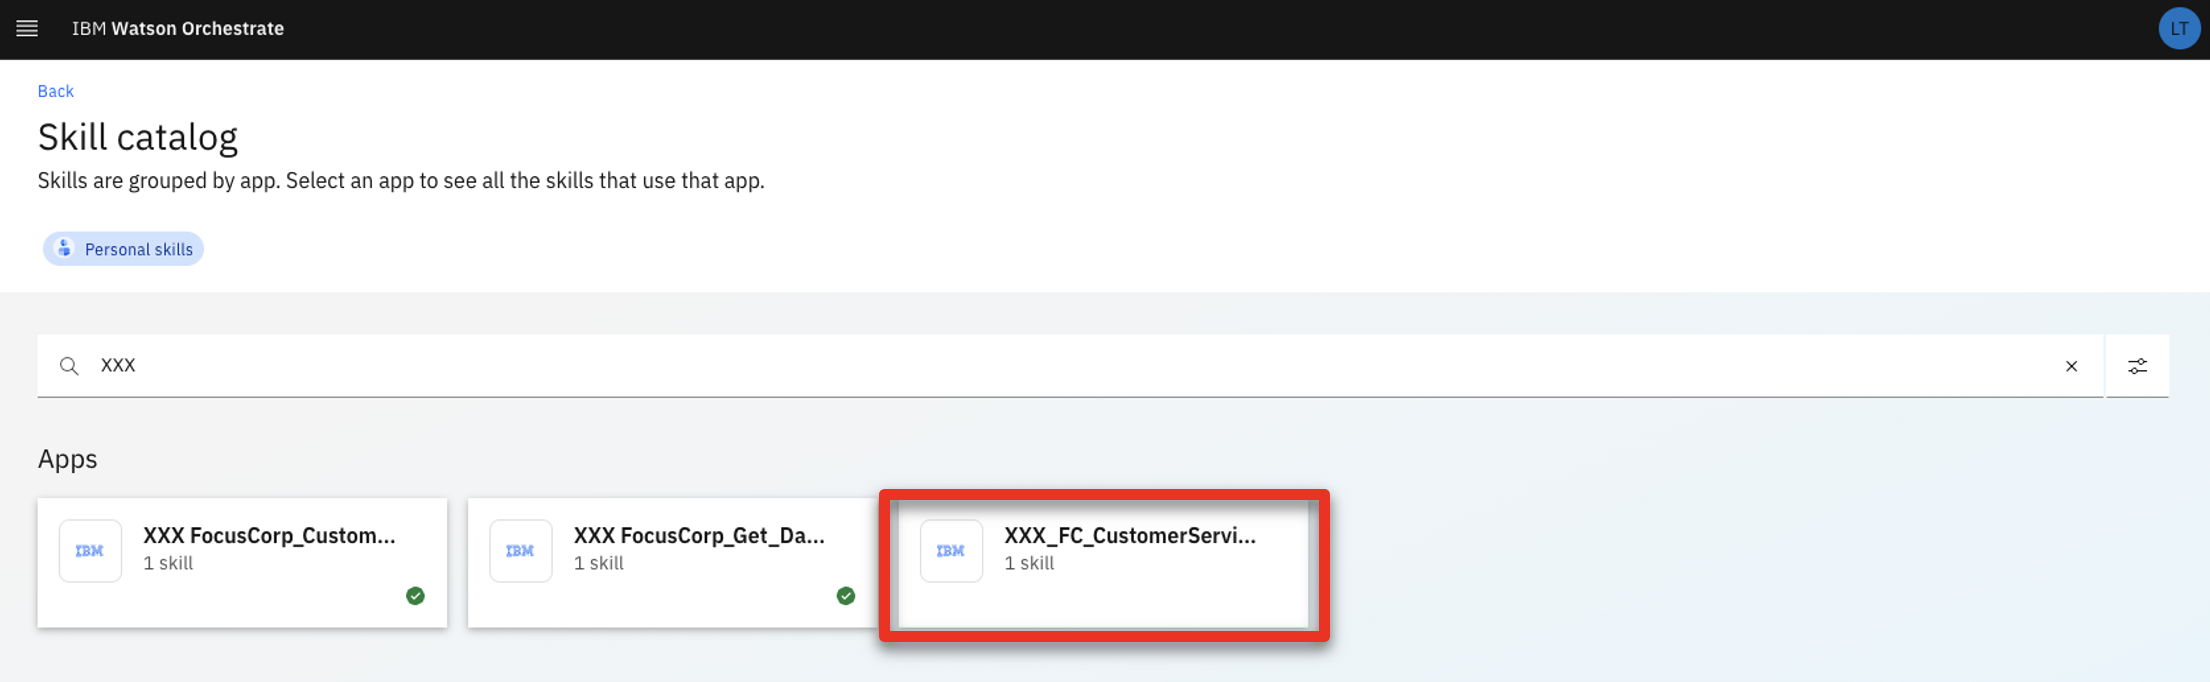 IBM Watson Orchestrate
LT
Back
Skill catalog
Skills are grouped by app. Select an app to see all the skills that use that app.
Personal skills
XXX
Apps
IBM
XXX FocusCorp_Custom...
1 skill
IBM
XXX FocusCorp_Get_Da...
1 skill
IBM
XXX_FC_CustomerServi...
1 skill